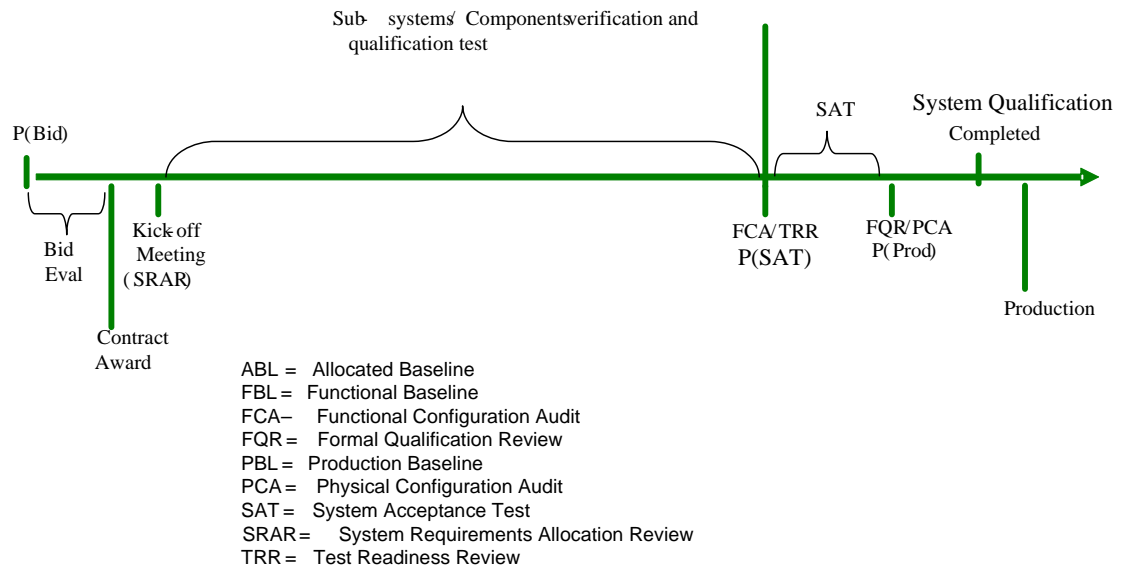 Sub- systems/ Componentsverification and
qualification test
P(Bid)
SAT
System Qualification
Completed
Bid
Eval
Kick-off
Meeting
(SRAR)
Contract
Award
FCA/TRR
P(SAT)
FQR/PCA
P(Prod)
Production
ABL = Allocated Baseline
FBL = Functional Baseline
FCA– Functional Configuration Audit
FQR = Formal Qualification Review
PBL = Production Baseline
PCA = Physical Configuration Audit
SAT = System Acceptance Test
SRAR = System Requirements Allocation Review
TRR = Test Readiness Review